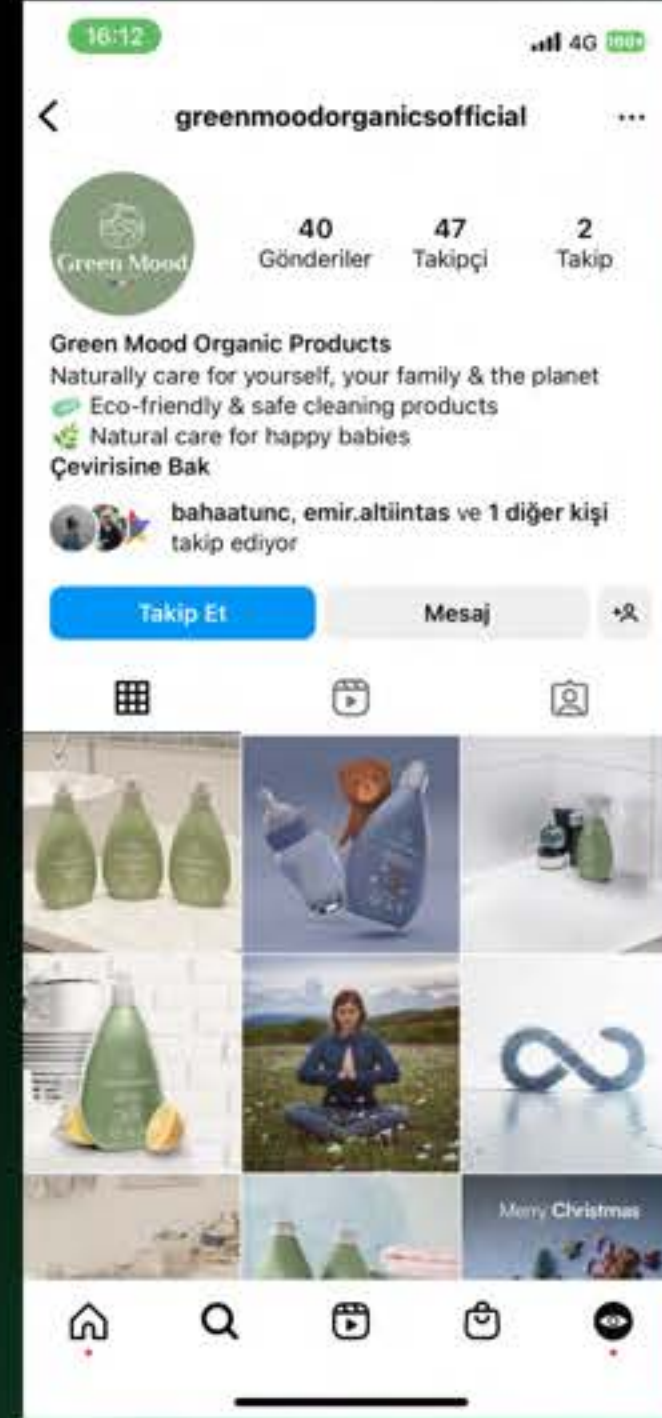 16:12
4G
greenmoodorganicsofficial
Green Mood
40
Gönderiler
47
Takipçi
2
Takip
Green Mood Organic Products
Naturally care for yourself, your family & the planet
Eco-friendly & safe cleaning products
Natural care for happy babies
Çevirisine Bak
bahaatunc, emir.altiintas ve 1 diğer kişi
takip ediyor
Takip Et
Mesaj
Merry Christmas